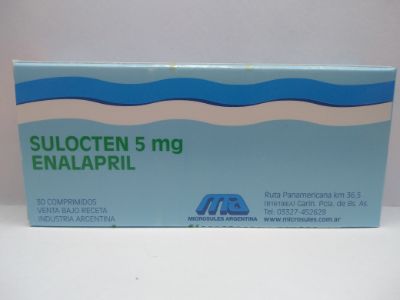 SULOCTEN 5 mg
ENALAPRIL
30 COMPRIMIDOS
VENTA BAJO RECETA
INDUSTRIA ARGENTINA
MICROSULES ARGENTINA
Ruta Panamericana km 36,5
Garín. Pcia. de Bs. As.
Tel: 03327-452629
www.microsules.com.ar